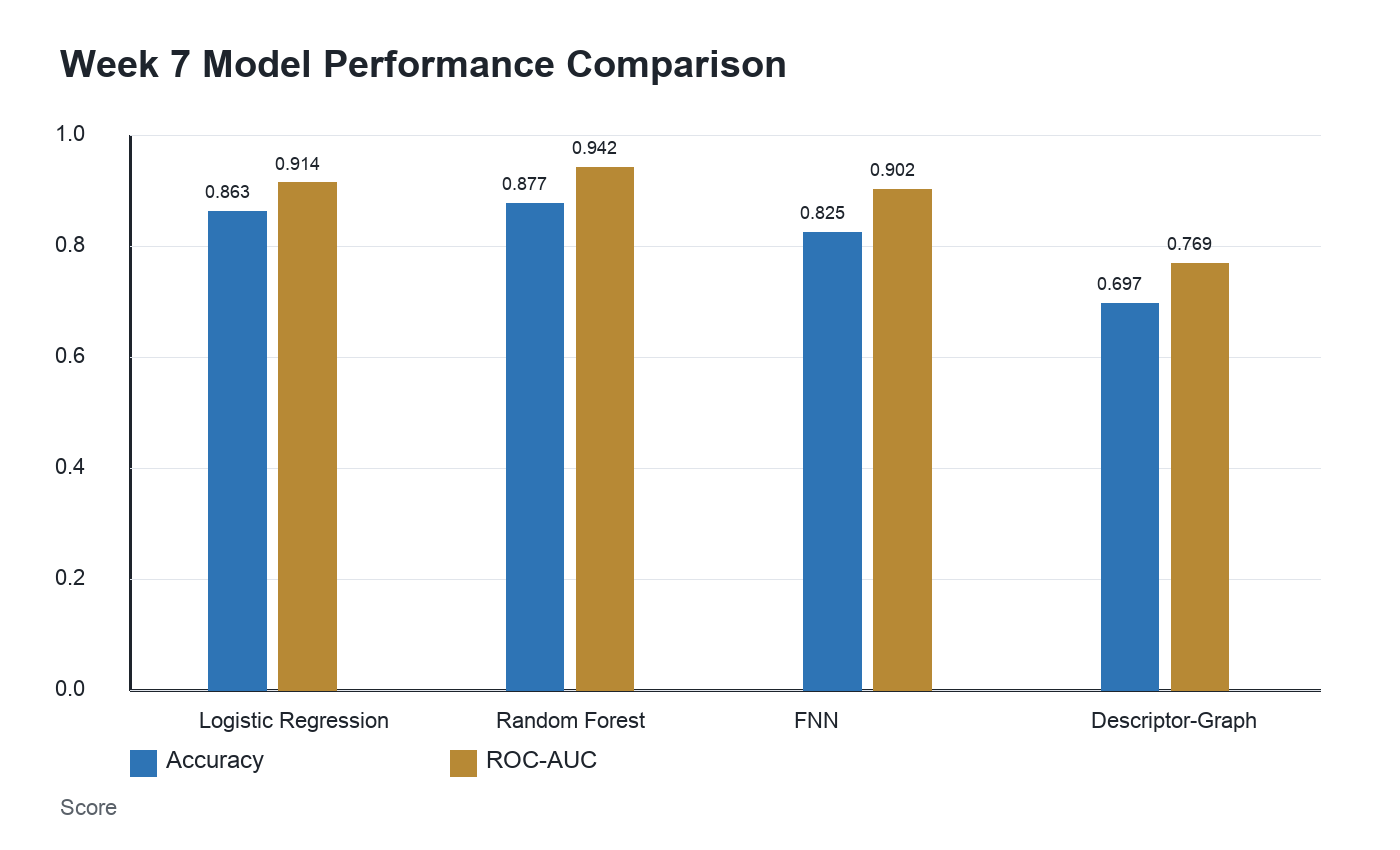 Week 7 Model Performance Comparison
1.0
0.8
0.6
0.4
0.2
0.0
0.863
0.914
0.877
0.942
0.825
0.902
0.697
0.769
Logistic Regression
Random Forest
FNN
Descriptor-Graph
Accuracy
ROC-AUC
Score